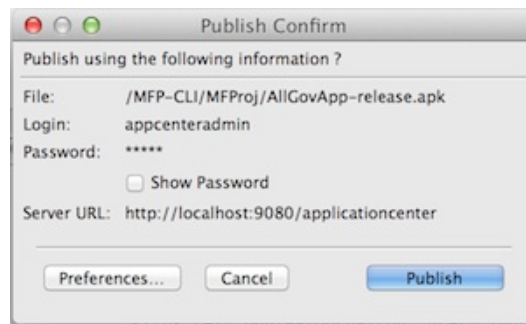 Publish Confirm
Publish using the following information ?
File: /MFP-CLI/MFProj/AllGovApp-release.apk
Login: appcenteradmin
Password: *****
Show Password
Server URL: http://localhost:9080/applicationcenter
Preferences... Cancel Publish